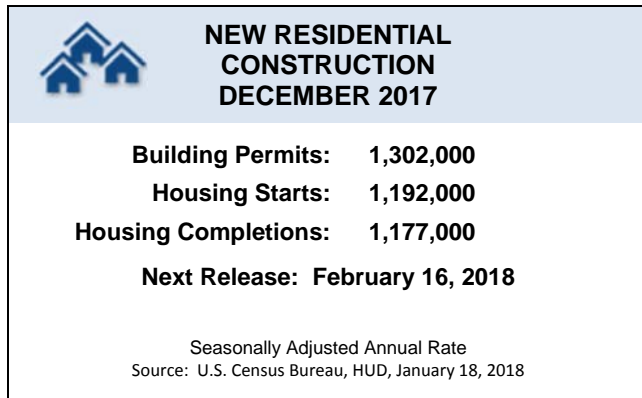 NEW RESIDENTIAL
CONSTRUCTION
DECEMBER 2017
Building Permits: 1,302,000
Housing Starts: 1,192,000
Housing Completions: 1,177,000
Next Release: February 16, 2018
Seasonally Adjusted Annual Rate
Source: U.S. Census Bureau, HUD, January 18, 2018